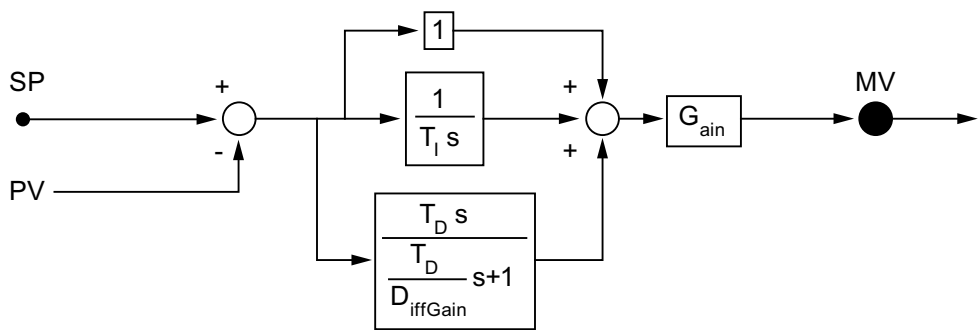 1
SP
+
1
T_I s
+
MV
G_ain
-
+
PV
T_D s
T_D
D_iffGain
s+1